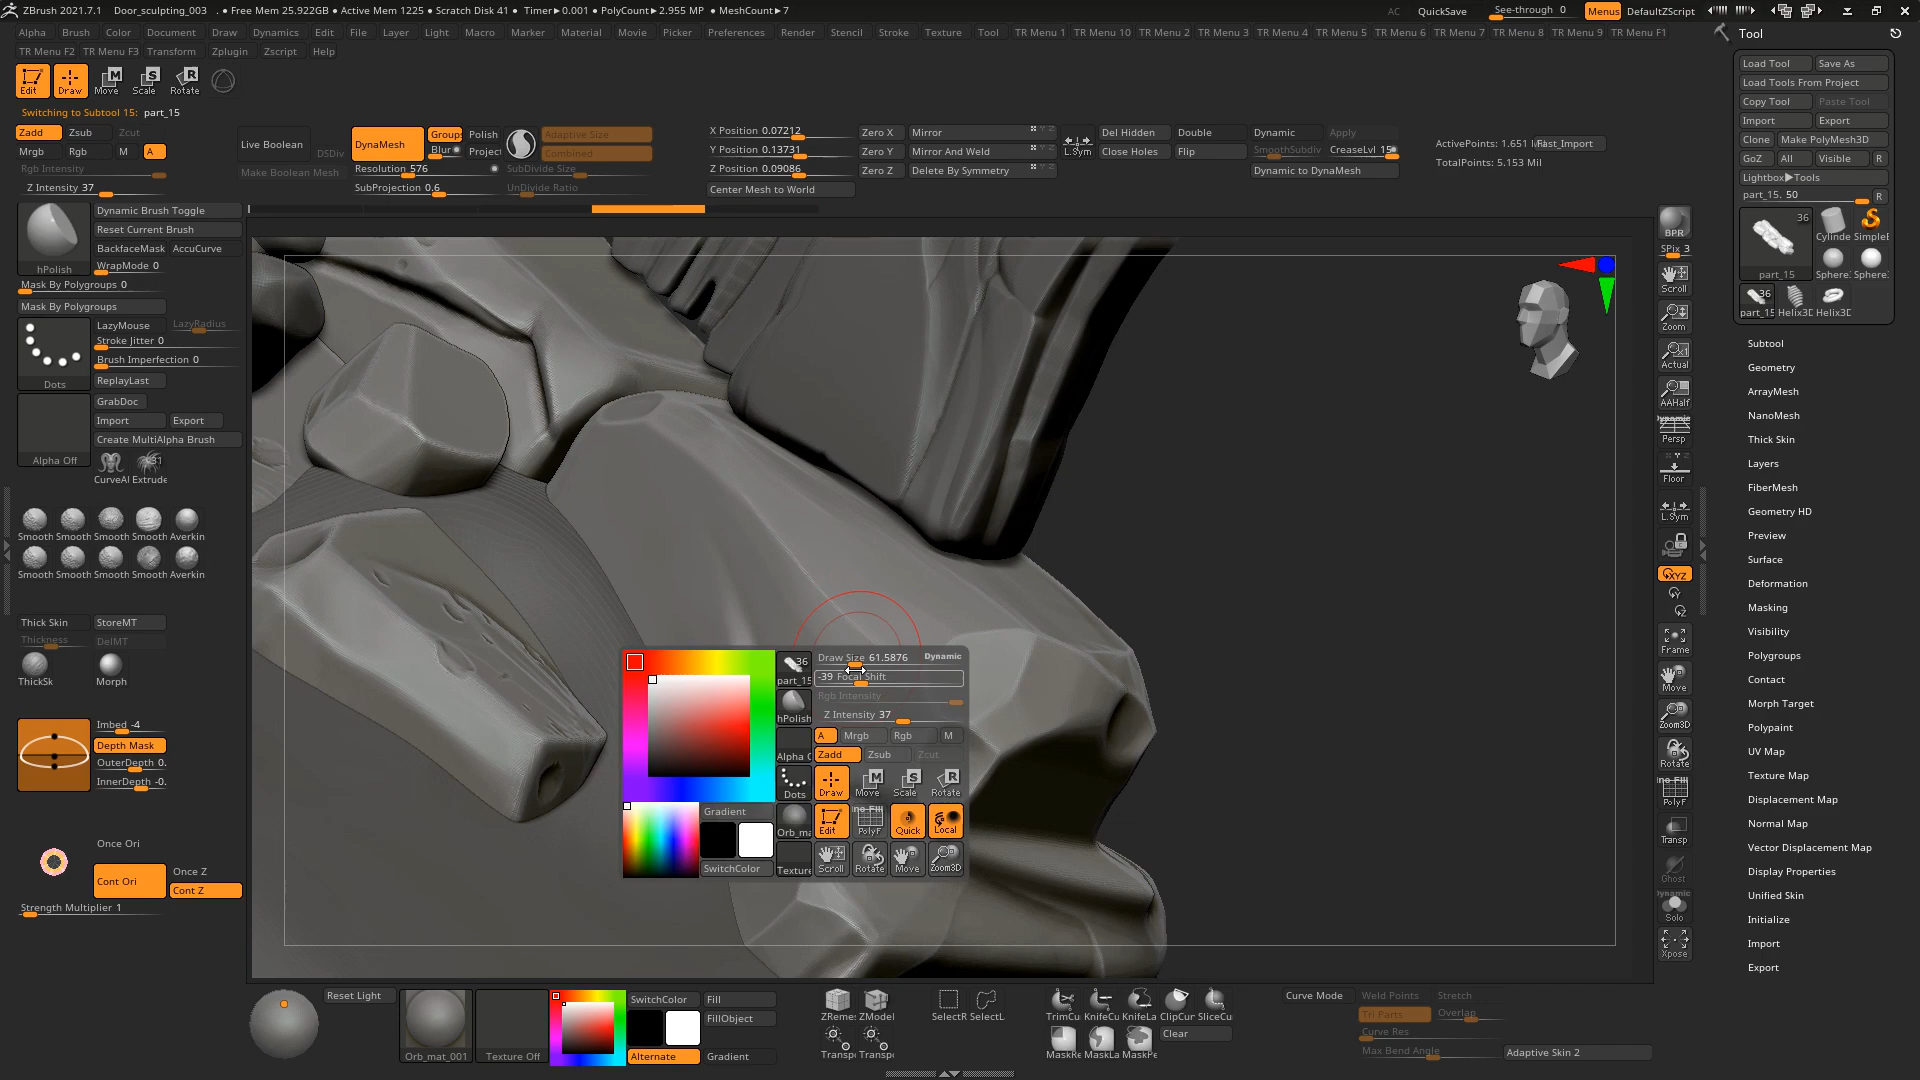 ZBrush 2021.7.1 Door_sculpting_003 . • Free Mem 25.922GB • Active Mem 1225 • Scratch Disk 41 • Timer►0.001 • PolyCount►2.955 MP • MeshCount►7 AC QuickSave See-through 0 Menus DefaultZScript
Alpha Brush Color Document Draw Dynamics Edit File Layer Light Macro Marker Material Movie Picker Preferences Render Stencil Stroke Texture Tool TR Menu 1 TR Menu 10 TR Menu 2 TR Menu 3 TR Menu 4 TR Menu 5 TR Menu 6 TR Menu 7 TR Menu 8 TR Menu 9 TR Menu F1
TR Menu F2 TR Menu F3 Transform Zplugin Zscript Help
Edit Draw Move Scale Rotate
Switching to Subtool 15: part_15
Zadd Zsub Zcut
Mrgb Rgb M A
Rgb Intensity
Z Intensity 37
Live Boolean DSDiv
Make Boolean Mesh
DynaMesh Groups Polish
Blur Project
Resolution 576
SubProjection 0.6
Adaptive Size
Combined
SubDivide Size
UnDivide Ratio
X Position 0.07212 Zero X Mirror
Y Position 0.13731 Zero Y Mirror And Weld
Z Position 0.09086 Zero Z Delete By Symmetry
Center Mesh to World
L.Sym
Del Hidden Double Dynamic Apply
Close Holes Flip SmoothSubdiv CreaseLvl 15
Dynamic to DynaMesh
ActivePoints: 1.651 Fast_Import
TotalPoints: 5.153 Mil
hPolish
Dynamic Brush Toggle
Reset Current Brush
BackfaceMask AccuCurve
WrapMode 0
Mask By Polygroups 0
Mask By Polygroups
Dots
LazyMouse LazyRadius
Stroke Jitter 0
Brush Imperfection 0
ReplayLast
GrabDoc
Import Export
Create MultiAlpha Brush
Alpha Off
CurveAl Extrude
Smooth Smooth Smooth Smooth Averkin
Smooth Smooth Smooth Smooth Averkin
Thick Skin StoreMT
Thickness DelMT
ThickSk Morph
Imbed -4
Depth Mask
OuterDepth 0.
InnerDepth -0.
Once Ori
Cont Ori
Once Z
Cont Z
Strength Multiplier 1
36
part_15
hPolish
Alpha O
Dots
Orb_ma
Texture
Draw Size 61.5876 Dynamic
-39 Focal Shift
Rgb Intensity
Z Intensity 37
A Mrgb Rgb M
Zadd Zsub Zcut
Draw Move Scale Rotate
Edit PolyF Quick Local
Scroll Rotate Move Zoom3D
Gradient
SwitchColor
BPR
SPix 3
Scroll
Zoom
Actual
AAHalf
Dynamic
Persp
Floor
L.Sym
XYZ
Y
Z
Frame
Move
Zoom3D
Rotate
PolyF
Transp
Ghost
Dynamic
Solo
Xpose
Tool
Load Tool Save As
Load Tools From Project
Copy Tool Paste Tool
Import Export
Clone Make PolyMesh3D
GoZ All Visible R
Lightbox►Tools
part_15. 50 R
36
part_15
Cylinde SimpleB
Sphere Sphere
36
part_15 Helix3D Helix3D
Subtool
Geometry
ArrayMesh
NanoMesh
Thick Skin
Layers
FiberMesh
Geometry HD
Preview
Surface
Deformation
Masking
Visibility
Polygroups
Contact
Morph Target
Polypaint
UV Map
Texture Map
Displacement Map
Normal Map
Vector Displacement Map
Display Properties
Unified Skin
Initialize
Import
Export
Reset Light
Orb_mat_001
Texture Off
SwitchColor Fill
FillObject
Alternate Gradient
ZRemes ZModel
Transp Transp
SelectR SelectL
TrimCu KnifeCu KnifeLa ClipCur SliceCu
MaskRe MaskLa MaskPe
Clear
Curve Mode
Weld Points Stretch
Tri Parts Overlap
Curve Res
Max Bend Angle Adaptive Skin 2